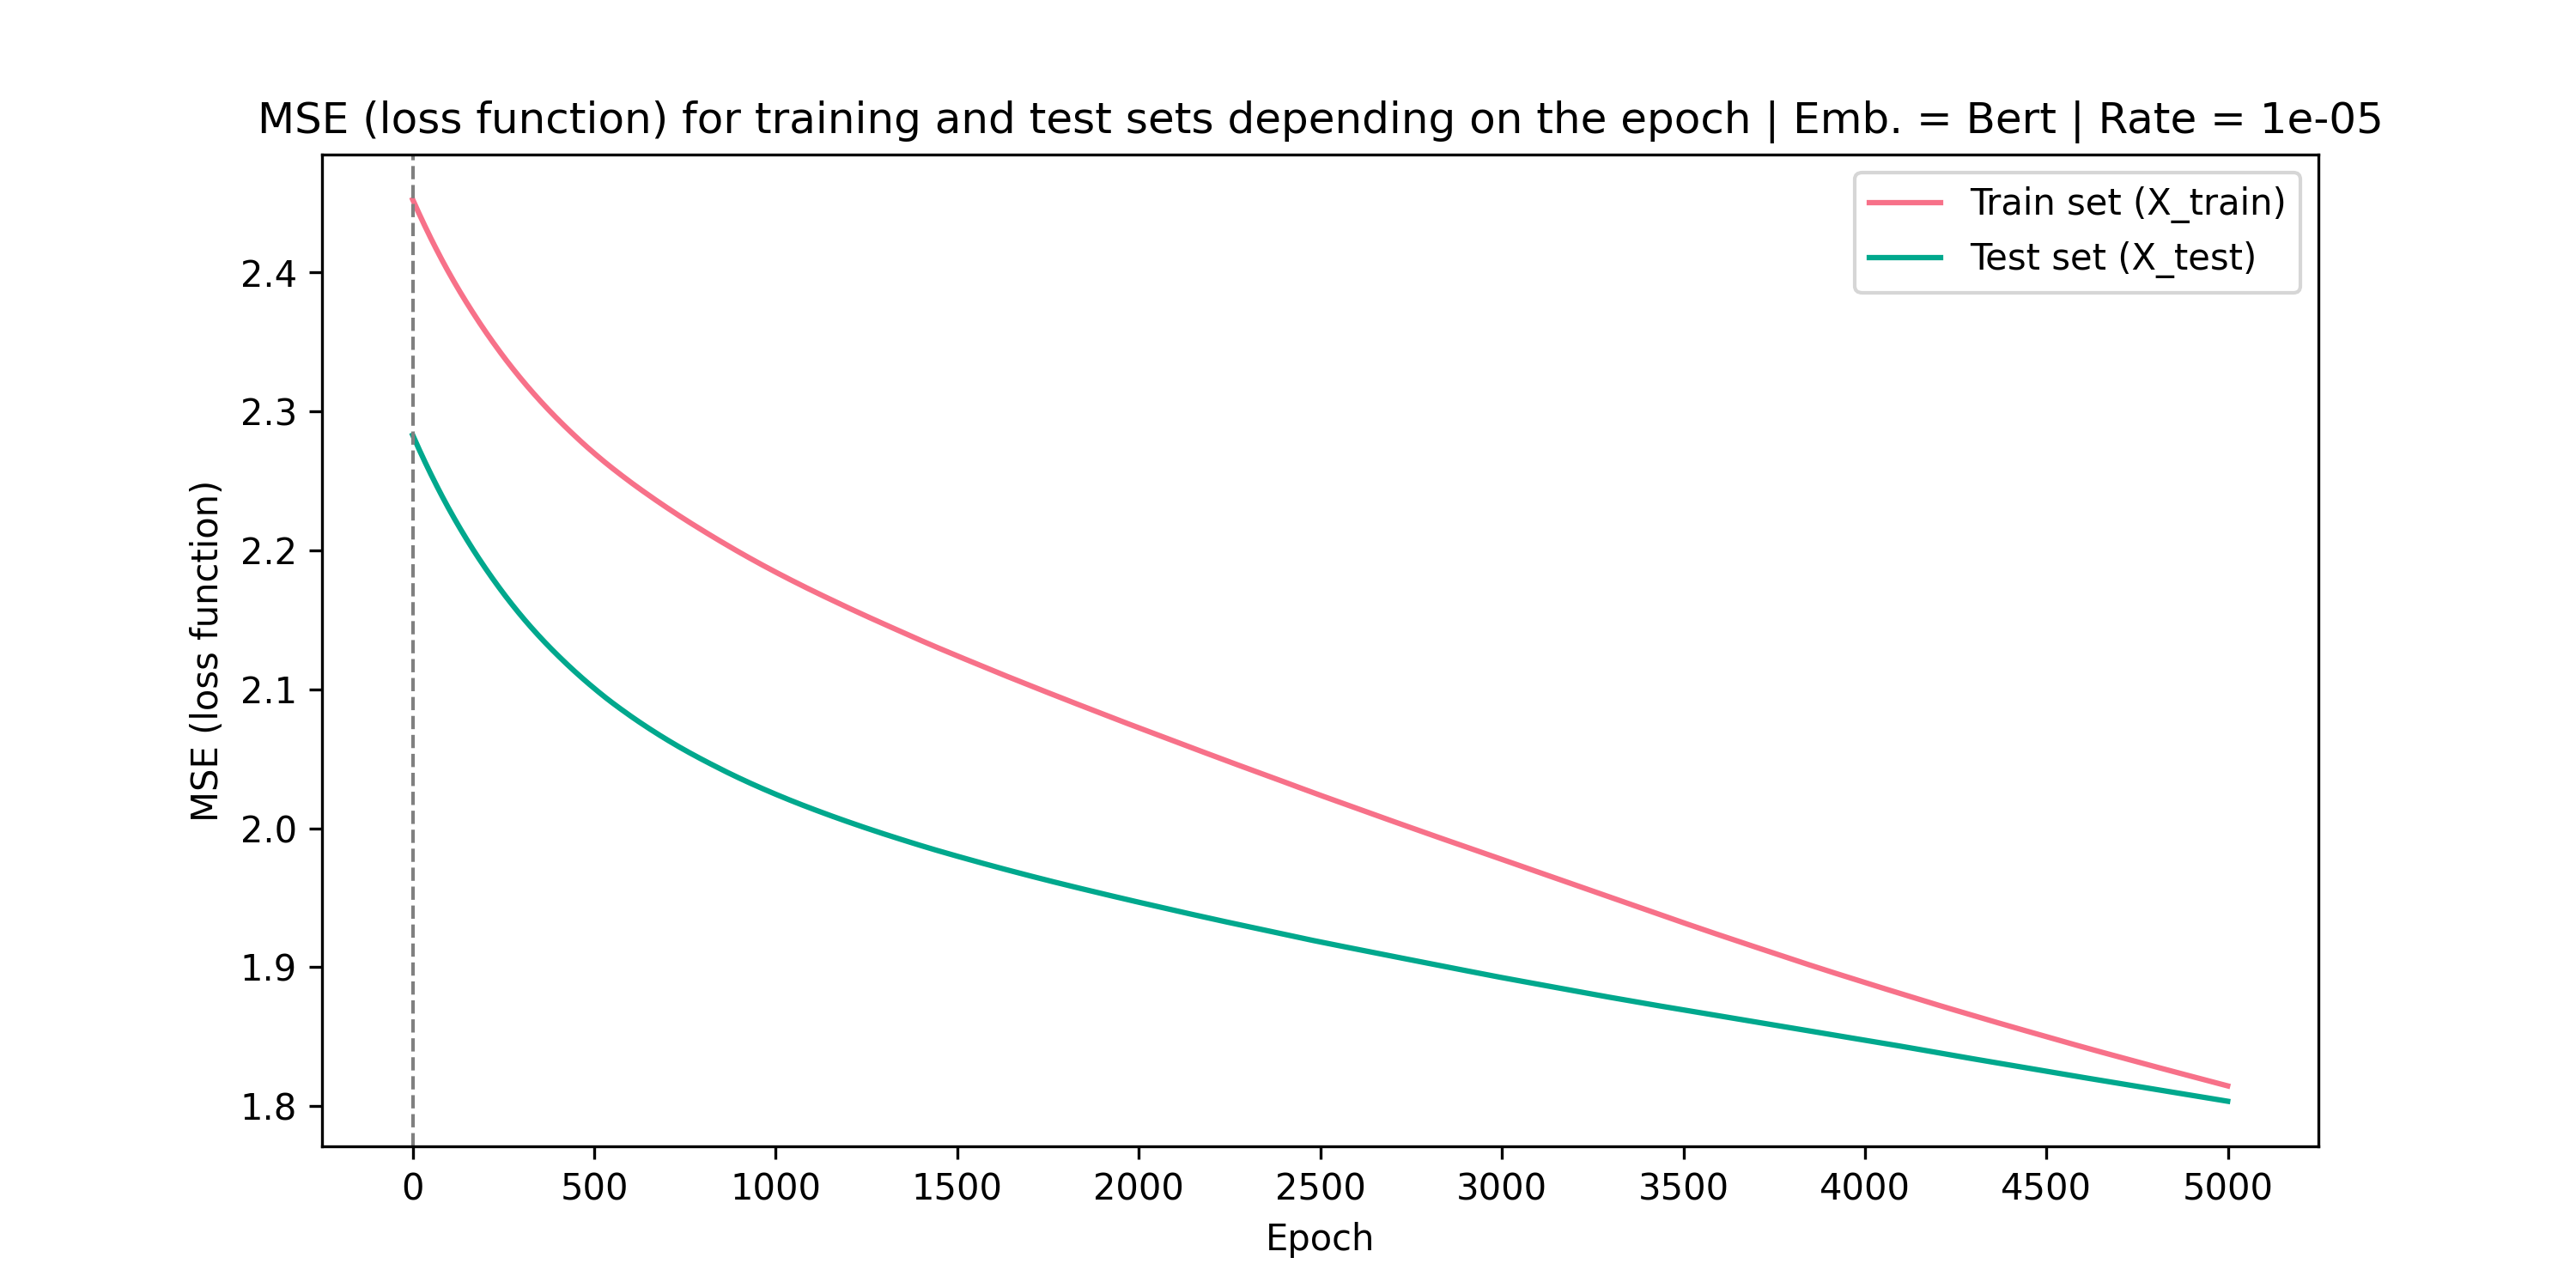 MSE (loss function) for training and test sets depending on the epoch | Emb. = Bert | Rate = 1e-05
Train set (X_train)
Test set (X_test)
MSE (loss function)
2.4
2.3
2.2
2.1
2.0
1.9
1.8
0 500 1000 1500 2000 2500 3000 3500 4000 4500 5000
Epoch